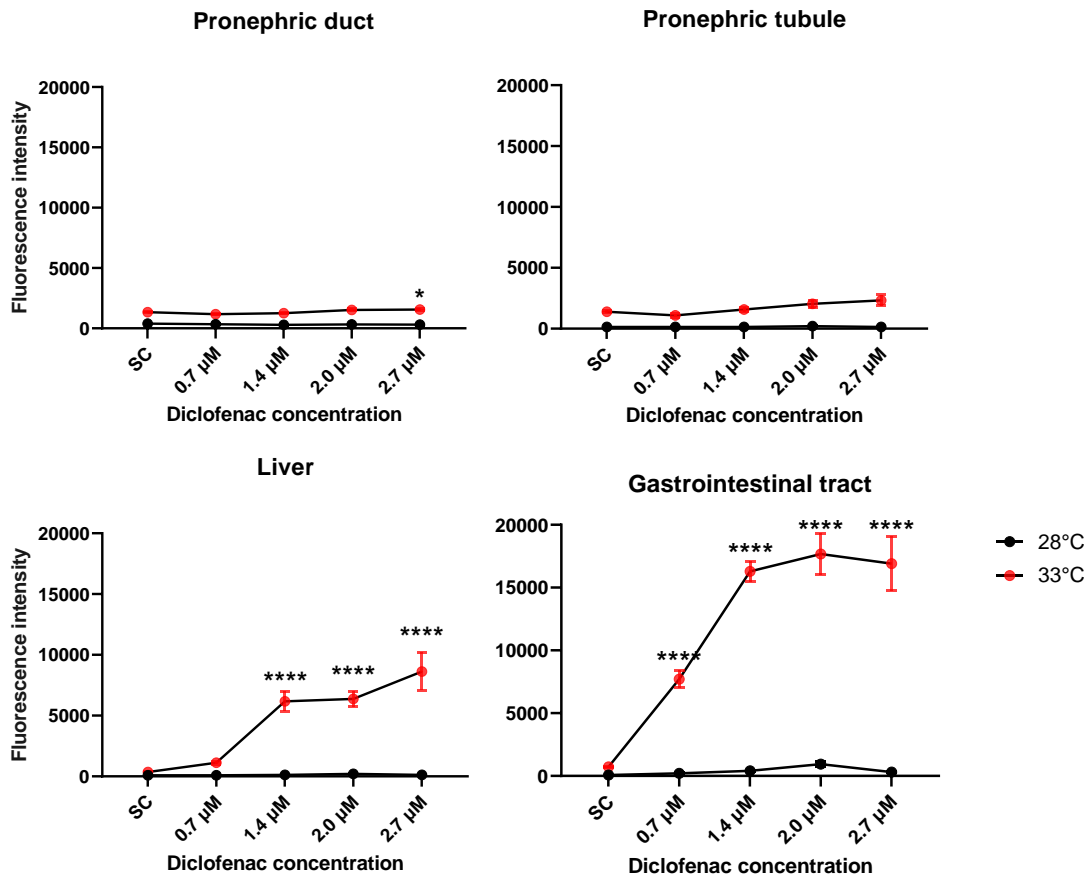 Pronephric duct
Fluorescence intensity
20000
15000
10000
5000
0
*
SC
0.7 µM
1.4 µM
2.0 µM
2.7 µM
Diclofenac concentration
Pronephric tubule
20000
15000
10000
5000
0
SC
0.7 µM
1.4 µM
2.0 µM
2.7 µM
Diclofenac concentration
Liver
Fluorescence intensity
20000
15000
10000
5000
0
****
****
****
SC
0.7 µM
1.4 µM
2.0 µM
2.7 µM
Diclofenac concentration
Gastrointestinal tract
20000
15000
10000
5000
0
****
****
****
****
SC
0.7 µM
1.4 µM
2.0 µM
2.7 µM
Diclofenac concentration
28°C
33°C